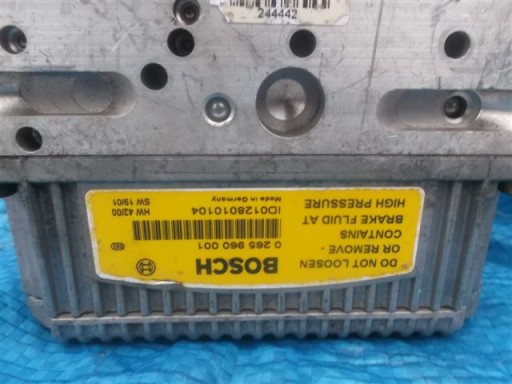 244442
DO NOT LOOSEN
OR REMOVE -
CONTAINS
BRAKE FLUID AT
HIGH PRESSURE
BOSCH
0 265 960 001
ID012801O104
Made in Germany
HW 42/00
SW 19/01